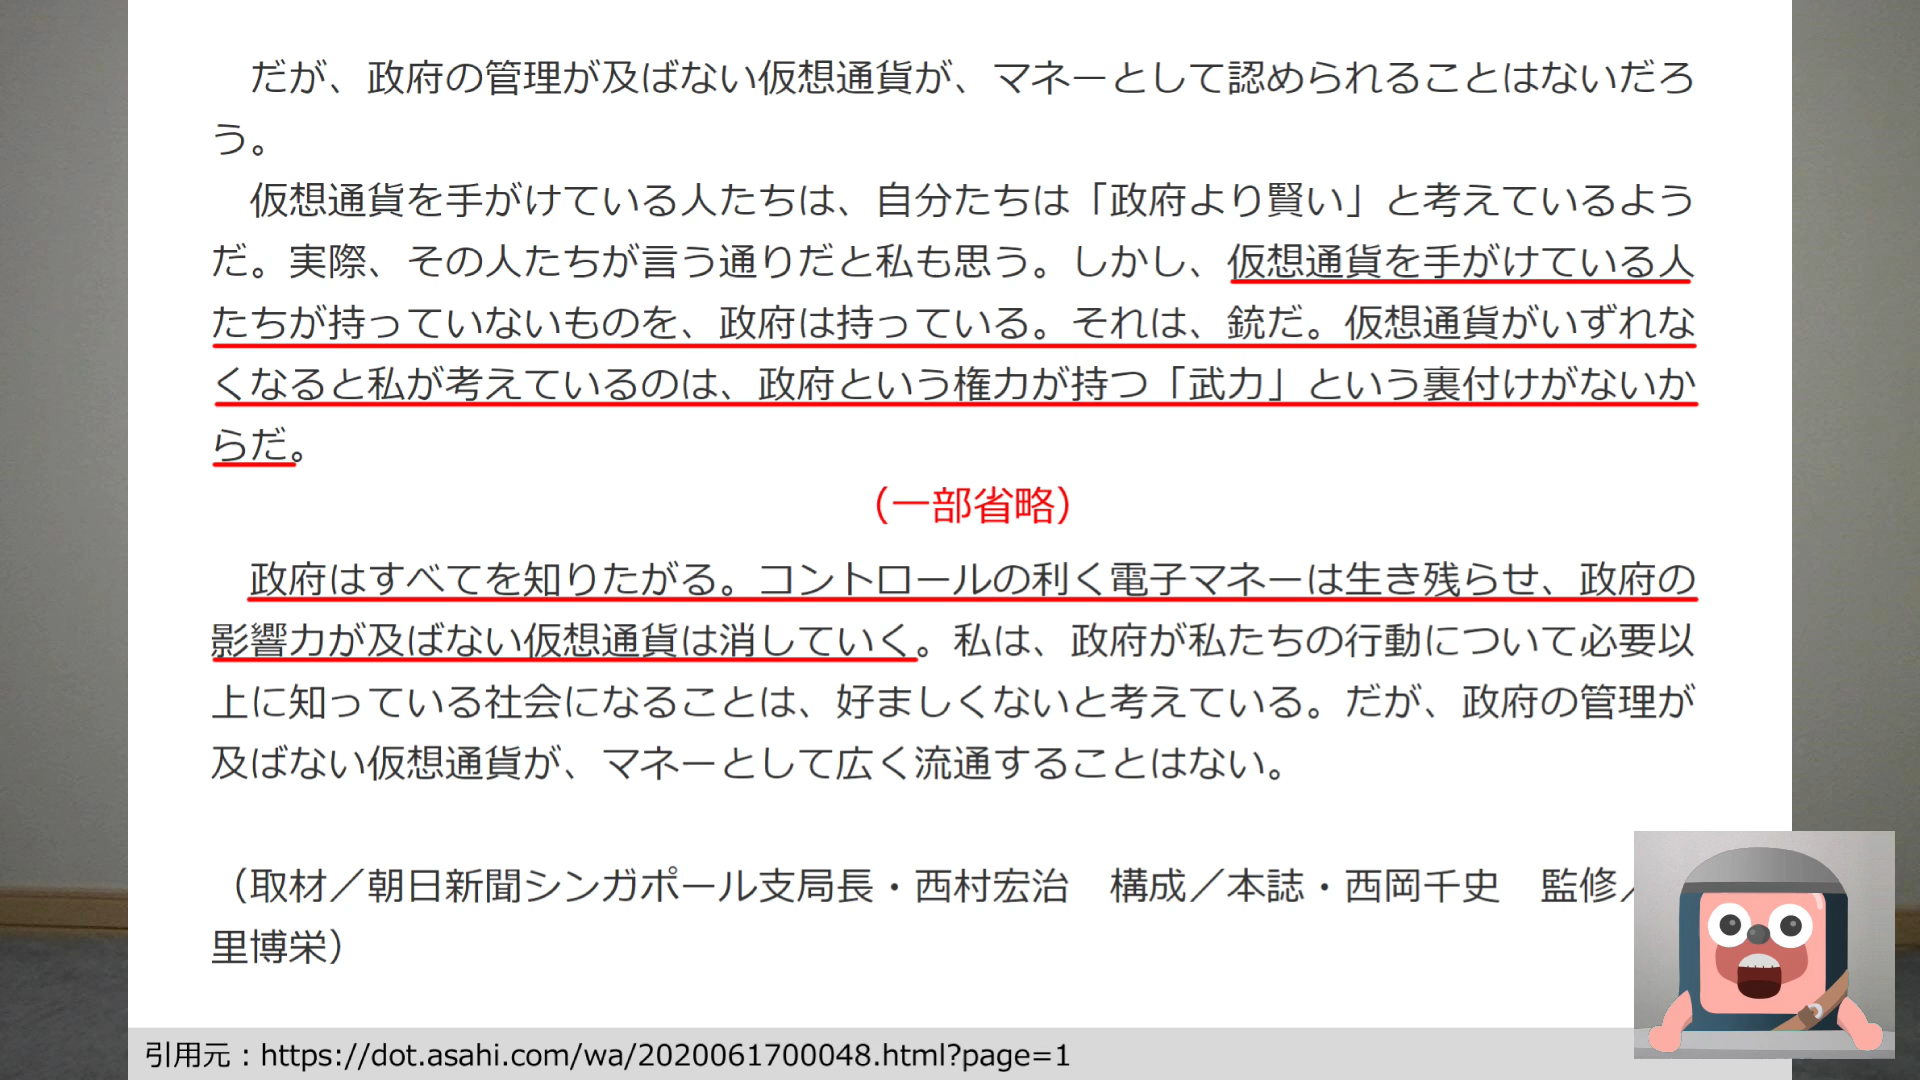 だが、政府の管理が及ばない仮想通貨が、マネーとして認められることはないだろ
う。
仮想通貨を手がけている人たちは、自分たちは「政府より賢い」と考えているよう
だ。実際、その人たちが言う通りだと私も思う。しかし、仮想通貨を手がけている人
たちが持っていないものを、政府は持っている。それは、銃だ。仮想通貨がいずれな
くなると私が考えているのは、政府という権力が持つ「武力」という裏付けがないか
らだ。
（一部省略）
政府はすべてを知りたがる。コントロールの利く電子マネーは生き残らせ、政府の
影響力が及ばない仮想通貨は消していく。私は、政府が私たちの行動について必要以
上に知っている社会になることは、好ましくないと考えている。だが、政府の管理が
及ばない仮想通貨が、マネーとして広く流通することはない。
（取材／朝日新聞シンガポール支局長・西村宏治　構成／本誌・西岡千史　監修／
里博栄）
引用元：https://dot.asahi.com/wa/2020061700048.html?page=1